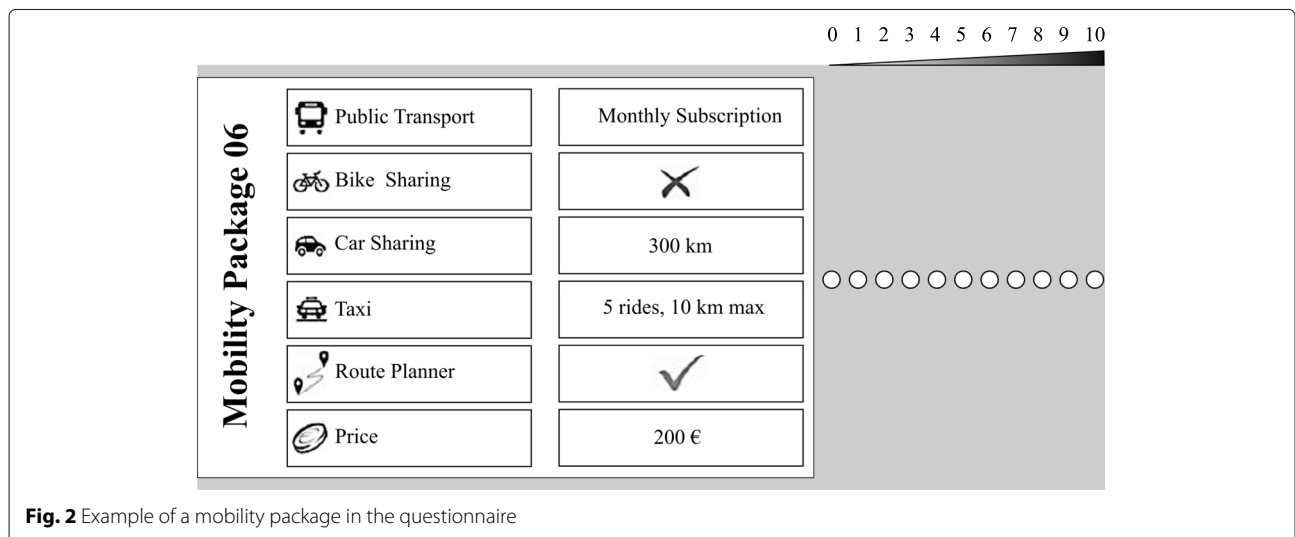 0 1 2 3 4 5 6 7 8 9 10
Mobility Package 06
Public Transport Monthly Subscription
Bike Sharing
Car Sharing 300 km
Taxi 5 rides, 10 km max
Route Planner
Price 200 €
Fig. 2 Example of a mobility package in the questionnaire